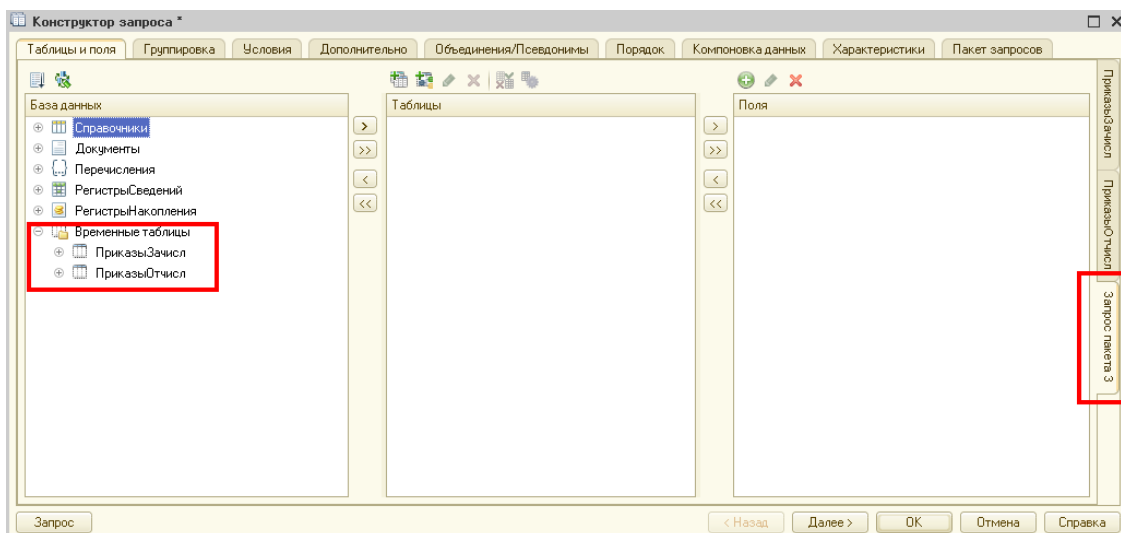 Конструктор запроса *
Таблицы и поля
Группировка
Условия
Дополнительно
Объединения/Псевдонимы
Порядок
Компоновка данных
Характеристики
Пакет запросов
База данных
Справочники
Документы
Перечисления
РегистрыСведений
РегистрыНакопления
Временные таблицы
ПриказыЗачисл
ПриказыОтчисл
Таблицы
Поля
>
>>
<
<<
>
>>
<
<<
ПриказыЗачисл
ПриказыОтчисл
Запрос пакета 3
Запрос
< Назад
Далее >
ОК
Отмена
Справка